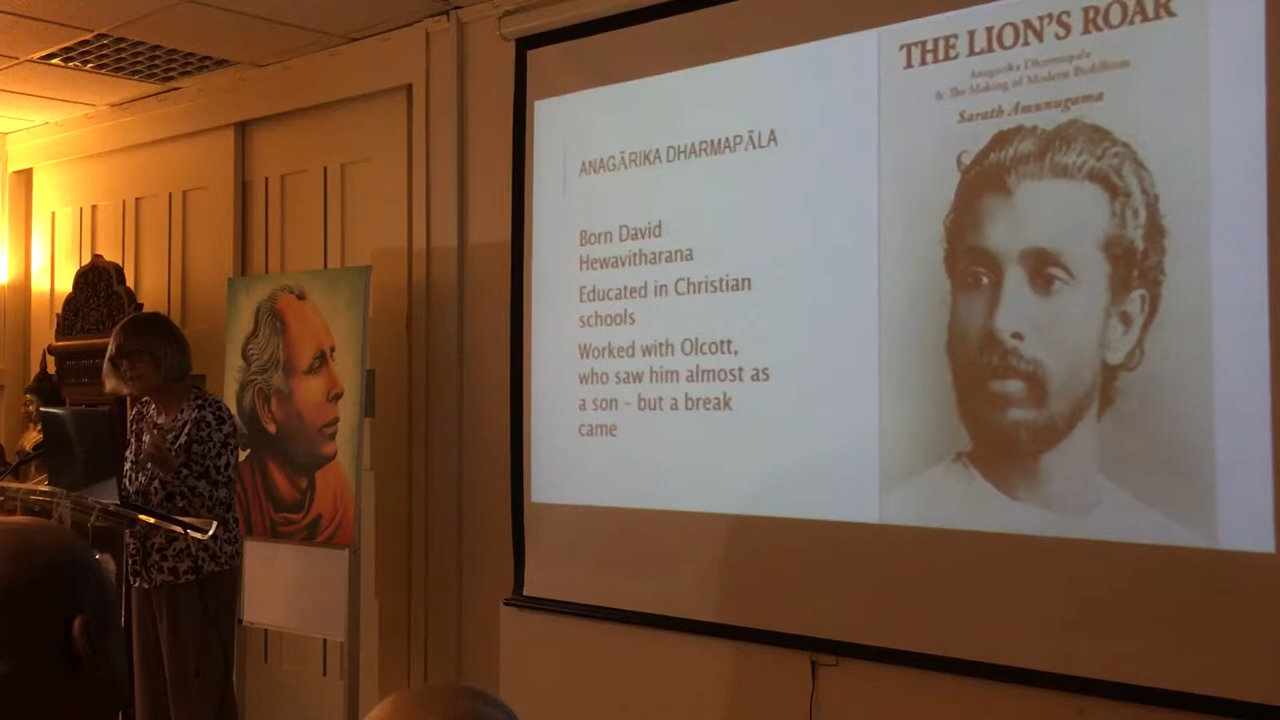 ANAGĀRIKA DHARMAPĀLA
Born David
Hewavitharana
Educated in Christian
schools
Worked with Olcott,
who saw him almost as
a son – but a break
came
THE LION'S ROAR
Anagarika Dharmapala
& The Making of Modern Buddhism
Sarath Amunugama